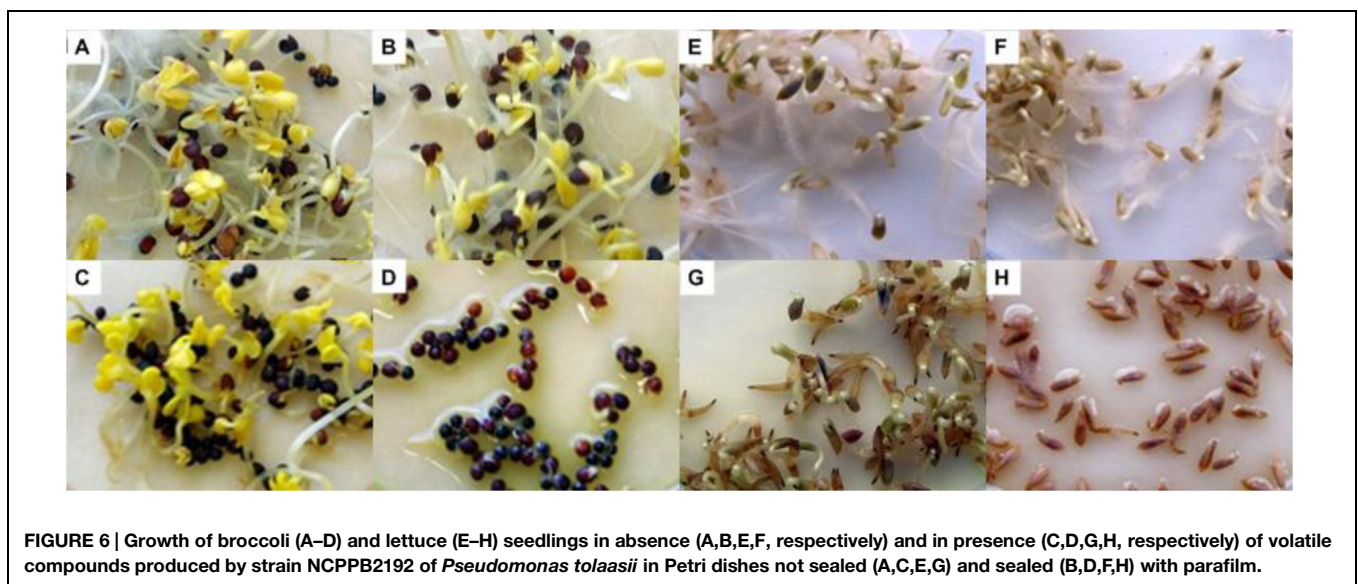 A
B
E
F
C
D
G
H
FIGURE 6 | Growth of broccoli (A–D) and lettuce (E–H) seedlings in absence (A,B,E,F, respectively) and in presence (C,D,G,H, respectively) of volatile
compounds produced by strain NCPPB2192 of Pseudomonas tolaasii in Petri dishes not sealed (A,C,E,G) and sealed (B,D,F,H) with parafilm.